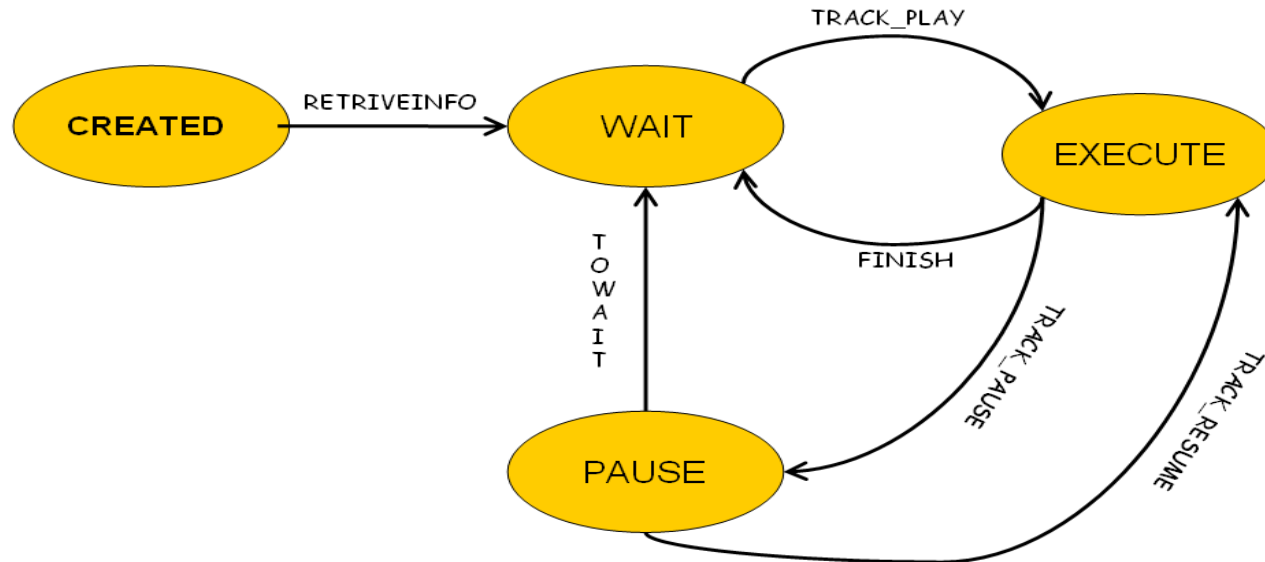 TRACK_PLAY
RETRIVEINFO
CREATED
WAIT
EXECUTE
FINISH
TOWAIT
TRACK_PAUSE
TRACK_RESUME
PAUSE